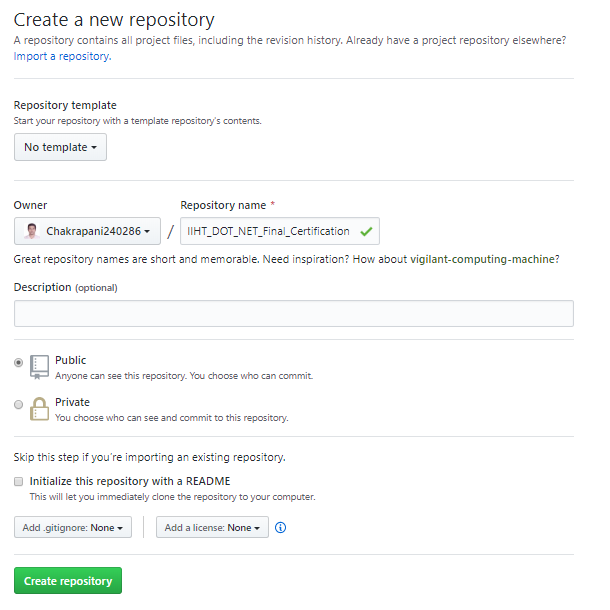 Create a new repository
A repository contains all project files, including the revision history. Already have a project repository elsewhere?
Import a repository.
Repository template
Start your repository with a template repository's contents.
No template
Owner
Repository name *
Chakrapani240286
/
IIHT_DOT_NET_Final_Certification
Great repository names are short and memorable. Need inspiration? How about vigilant-computing-machine?
Description (optional)
Public
Anyone can see this repository. You choose who can commit.
Private
You choose who can see and commit to this repository.
Skip this step if you're importing an existing repository.
Initialize this repository with a README
This will let you immediately clone the repository to your computer.
Add .gitignore: None
Add a license: None
Create repository